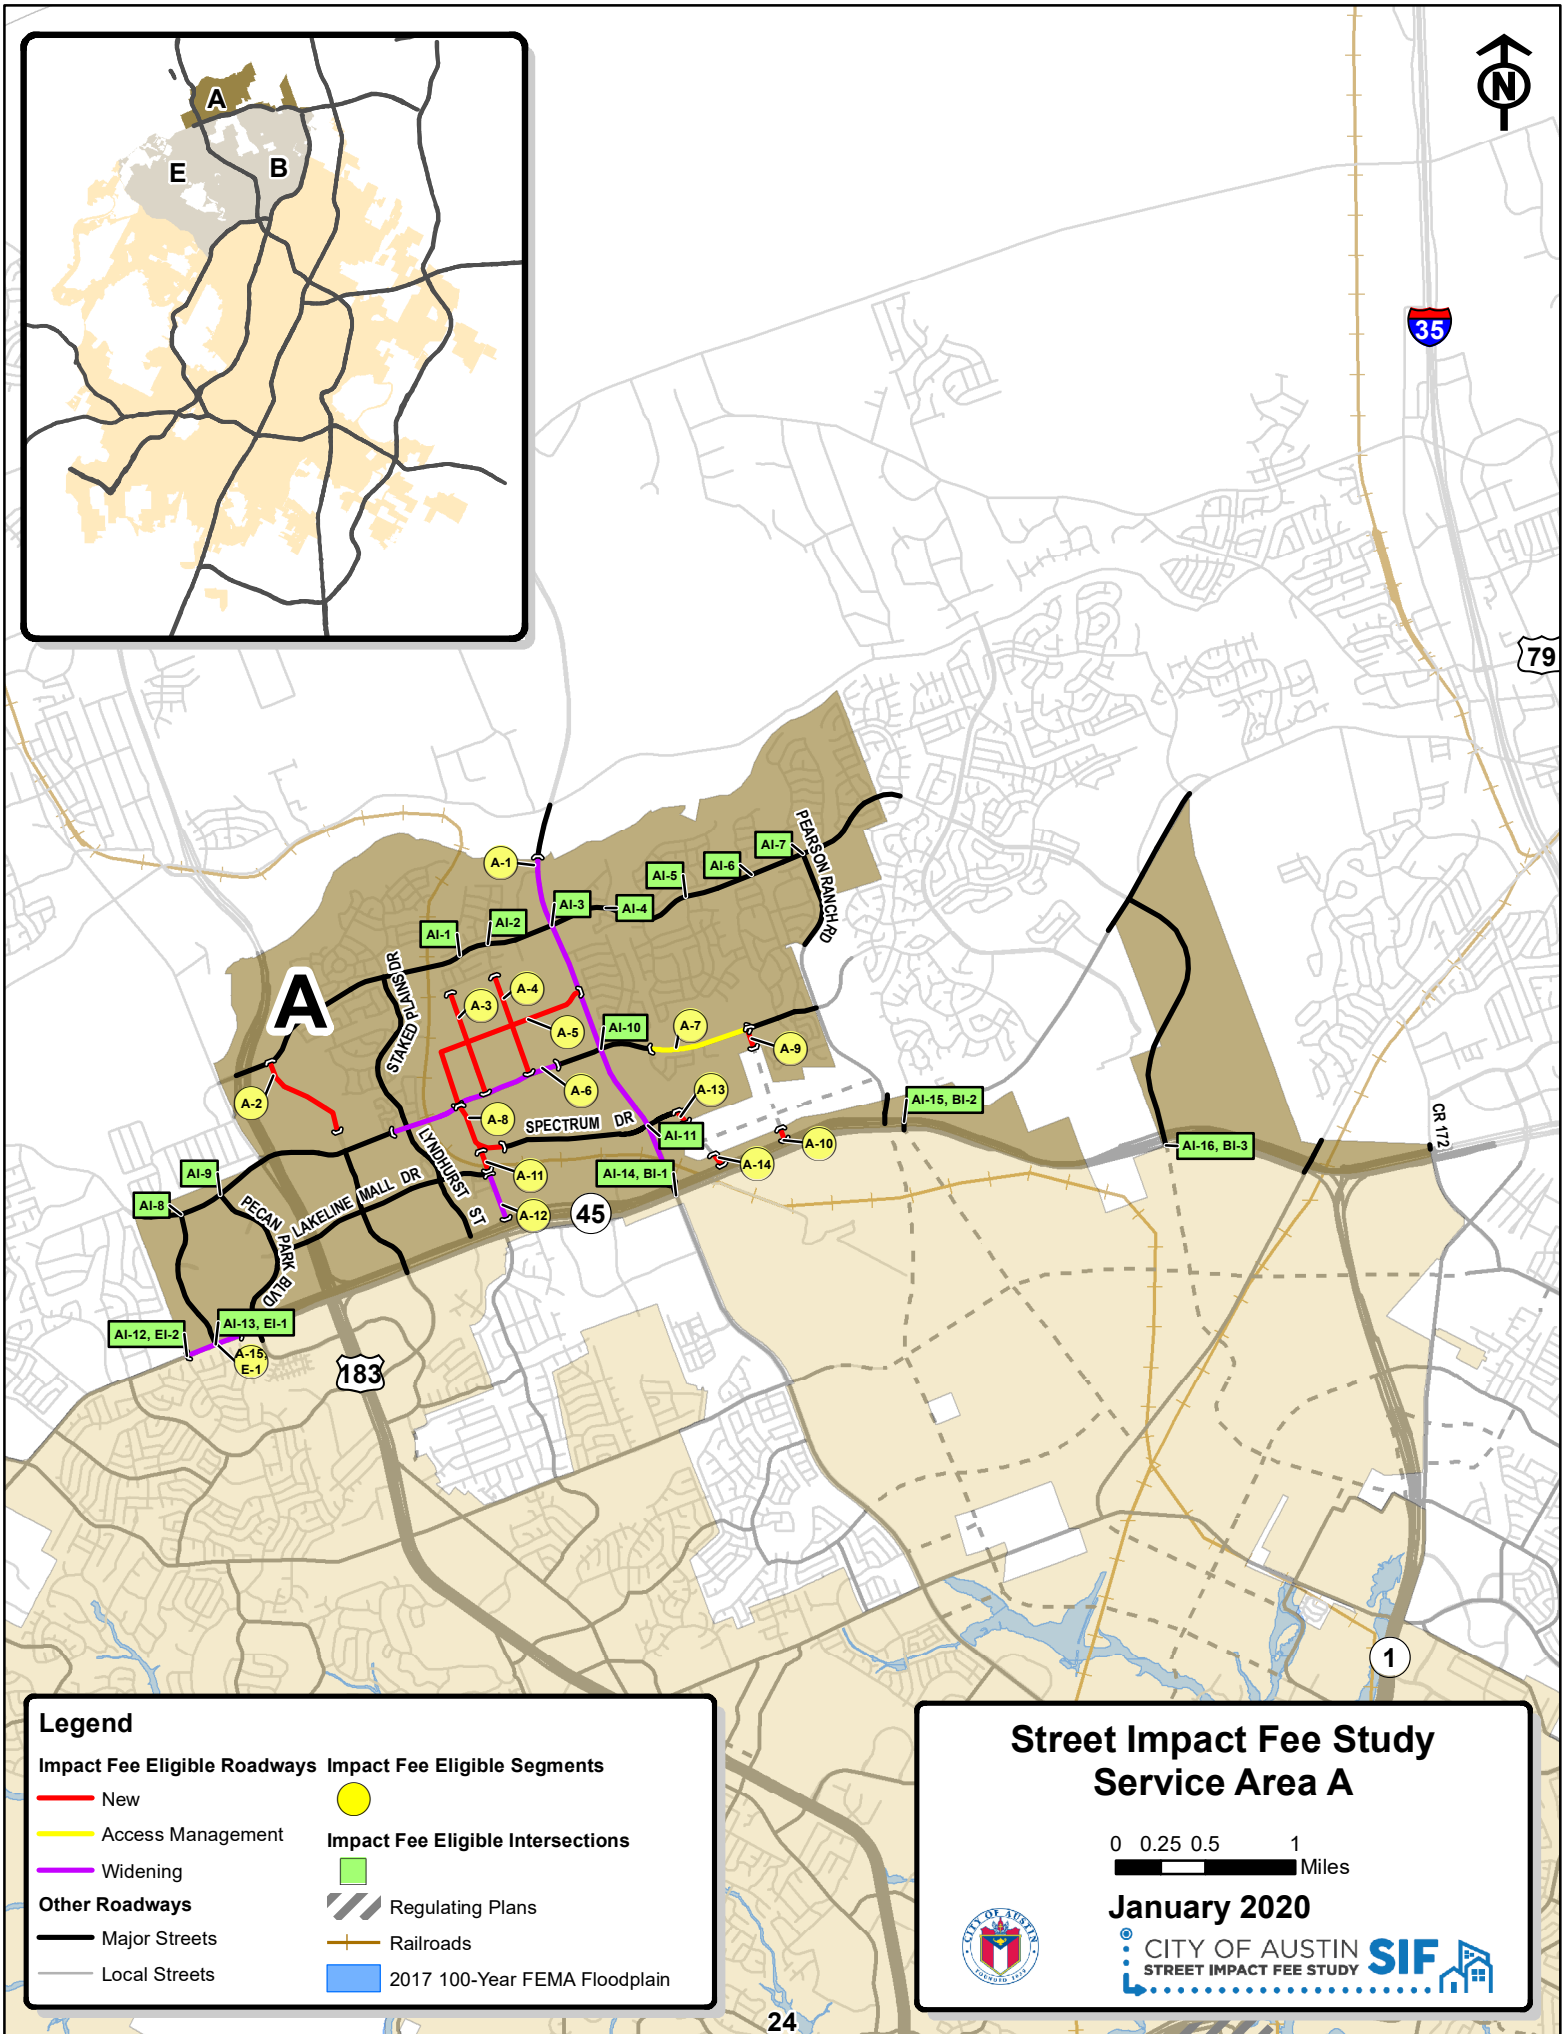 A
E
B
N
35
79
PEARSON RANCH RD
AI-7
AI-6
AI-5
A-1
AI-3
AI-4
AI-2
AI-1
A
STAKED PLAINS DR
A-4
A-3
A-5
AI-10
A-7
A-9
A-6
A-2
A-13
A-8
SPECTRUM DR
AI-15, BI-2
CR 172
AI-11
A-10
AI-16, BI-3
LYNDHURST ST
A-14
AI-14, BI-1
A-11
AI-9
LAKELINE MALL DR
AI-8
PECAN PARK BLVD
A-12
45
AI-13, EI-1
AI-12, EI-2
A-15,
E-1
183
1
Legend
Impact Fee Eligible Roadways
New
Access Management
Widening
Other Roadways
Major Streets
Local Streets
Impact Fee Eligible Segments
Impact Fee Eligible Intersections
Regulating Plans
Railroads
2017 100-Year FEMA Floodplain
Street Impact Fee Study
Service Area A
0 0.25 0.5 1
Miles
January 2020
CITY OF AUSTIN
FOUNDED 1839
CITY OF AUSTIN
STREET IMPACT FEE STUDY
SIF
24